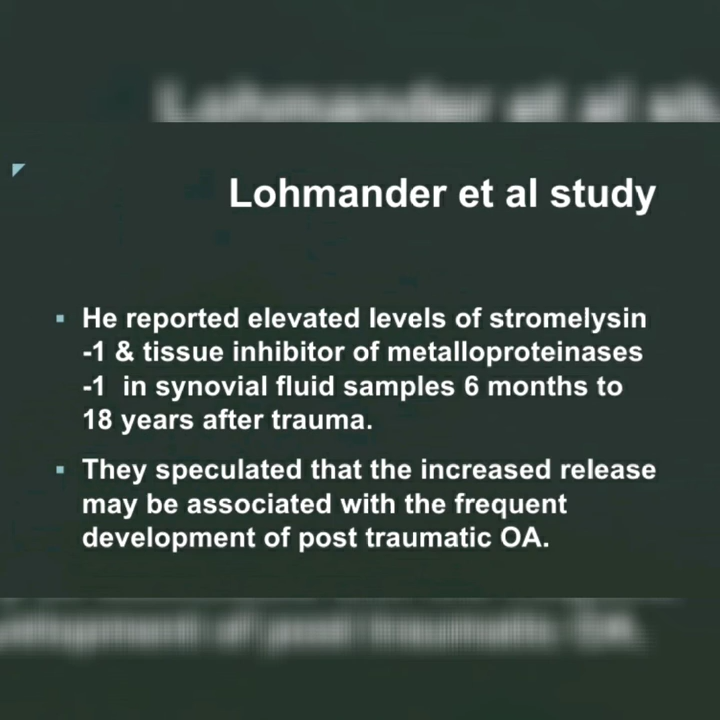 Lohmander et al study
▪ He reported elevated levels of stromelysin
-1 & tissue inhibitor of metalloproteinases
-1 in synovial fluid samples 6 months to
18 years after trauma.
▪ They speculated that the increased release
may be associated with the frequent
development of post traumatic OA.